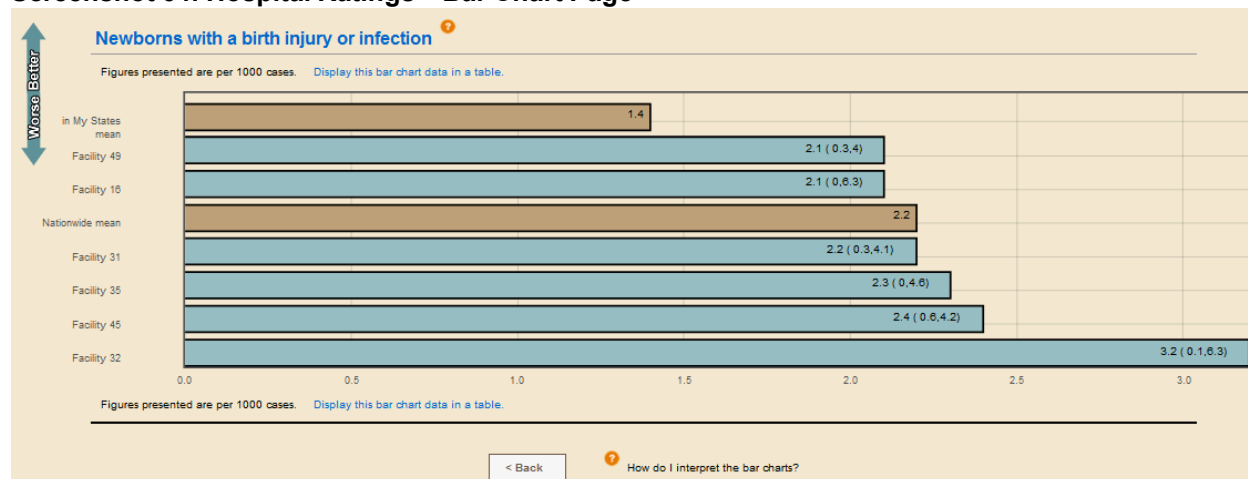 Newborns with a birth injury or infection ?
Better
Worse
Figures presented are per 1000 cases. Display this bar chart data in a table.
in My States
mean
1.4
Facility 49
2.1 ( 0.3,4)
Facility 16
2.1 ( 0,6.3)
Nationwide mean
2.2
Facility 31
2.2 ( 0.3,4.1)
Facility 35
2.3 ( 0,4.6)
Facility 45
2.4 ( 0.6,4.2)
Facility 32
3.2 ( 0.1,6.3)
0.0 0.5 1.0 1.5 2.0 2.5 3.0
Figures presented are per 1000 cases. Display this bar chart data in a table.
< Back ? How do I interpret the bar charts?